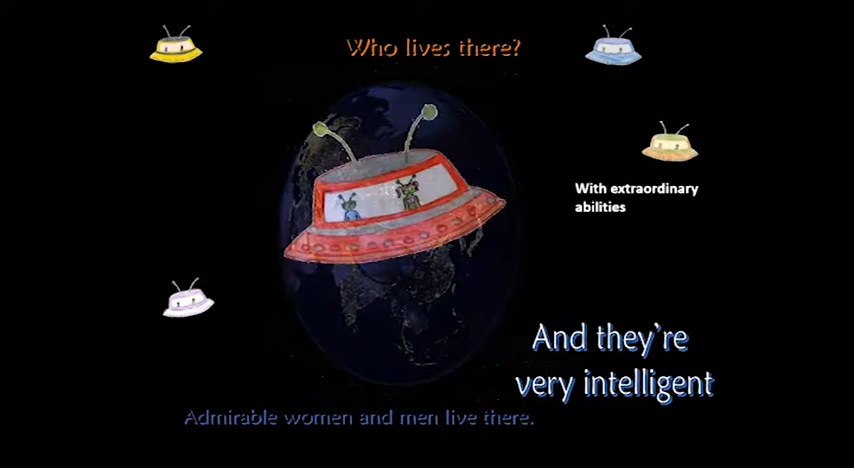 Who lives there?
With extraordinary
abilities
And they're
very intelligent
Admirable women and men live there.